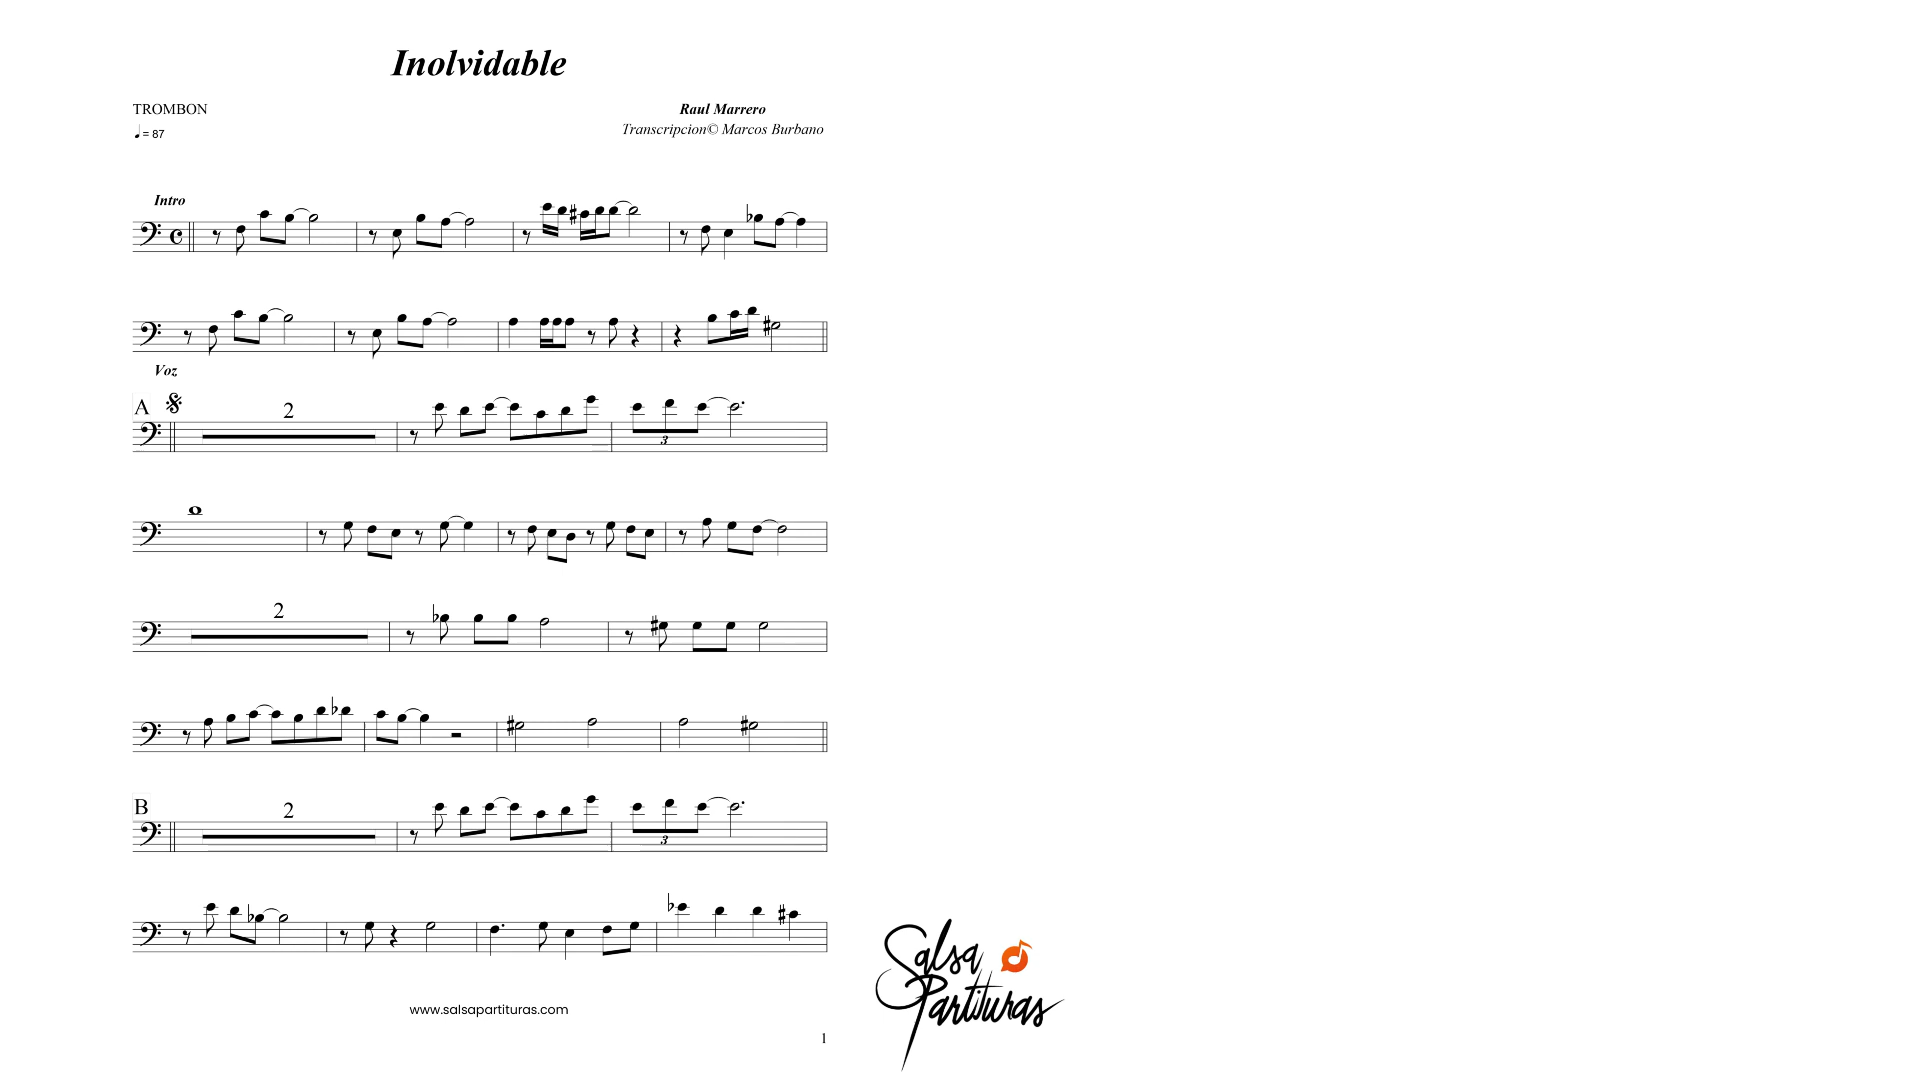 Inolvidable
TROMBON
Raul Marrero
♩ = 87
Transcripcion© Marcos Burbano
Intro
Voz
A
2
3
2
B
2
3
Salsa
Partituras
www.salsapartituras.com
1